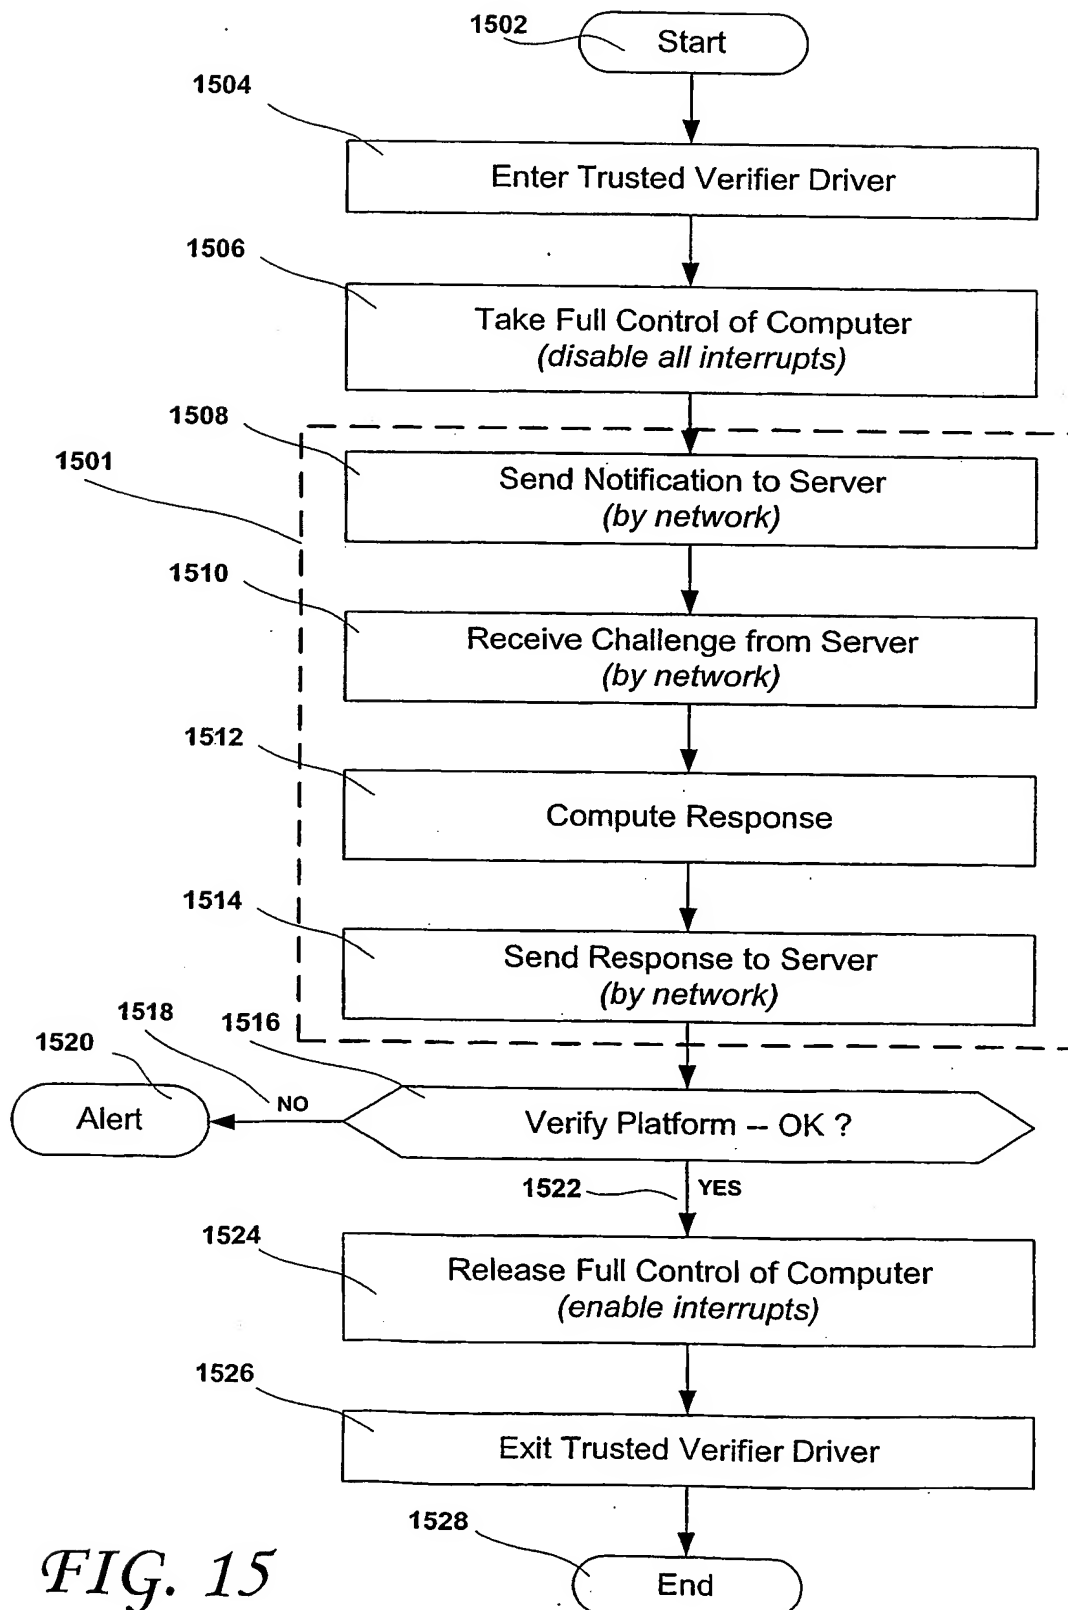 1502
Start
1504
Enter Trusted Verifier Driver
1506
Take Full Control of Computer
(disable all interrupts)
1508
1501
Send Notification to Server
(by network)
1510
Receive Challenge from Server
(by network)
1512
Compute Response
1514
Send Response to Server
(by network)
1518
1516
1520
Alert
NO
Verify Platform -- OK ?
1522
YES
1524
Release Full Control of Computer
(enable interrupts)
1526
Exit Trusted Verifier Driver
1528
End
FIG. 15